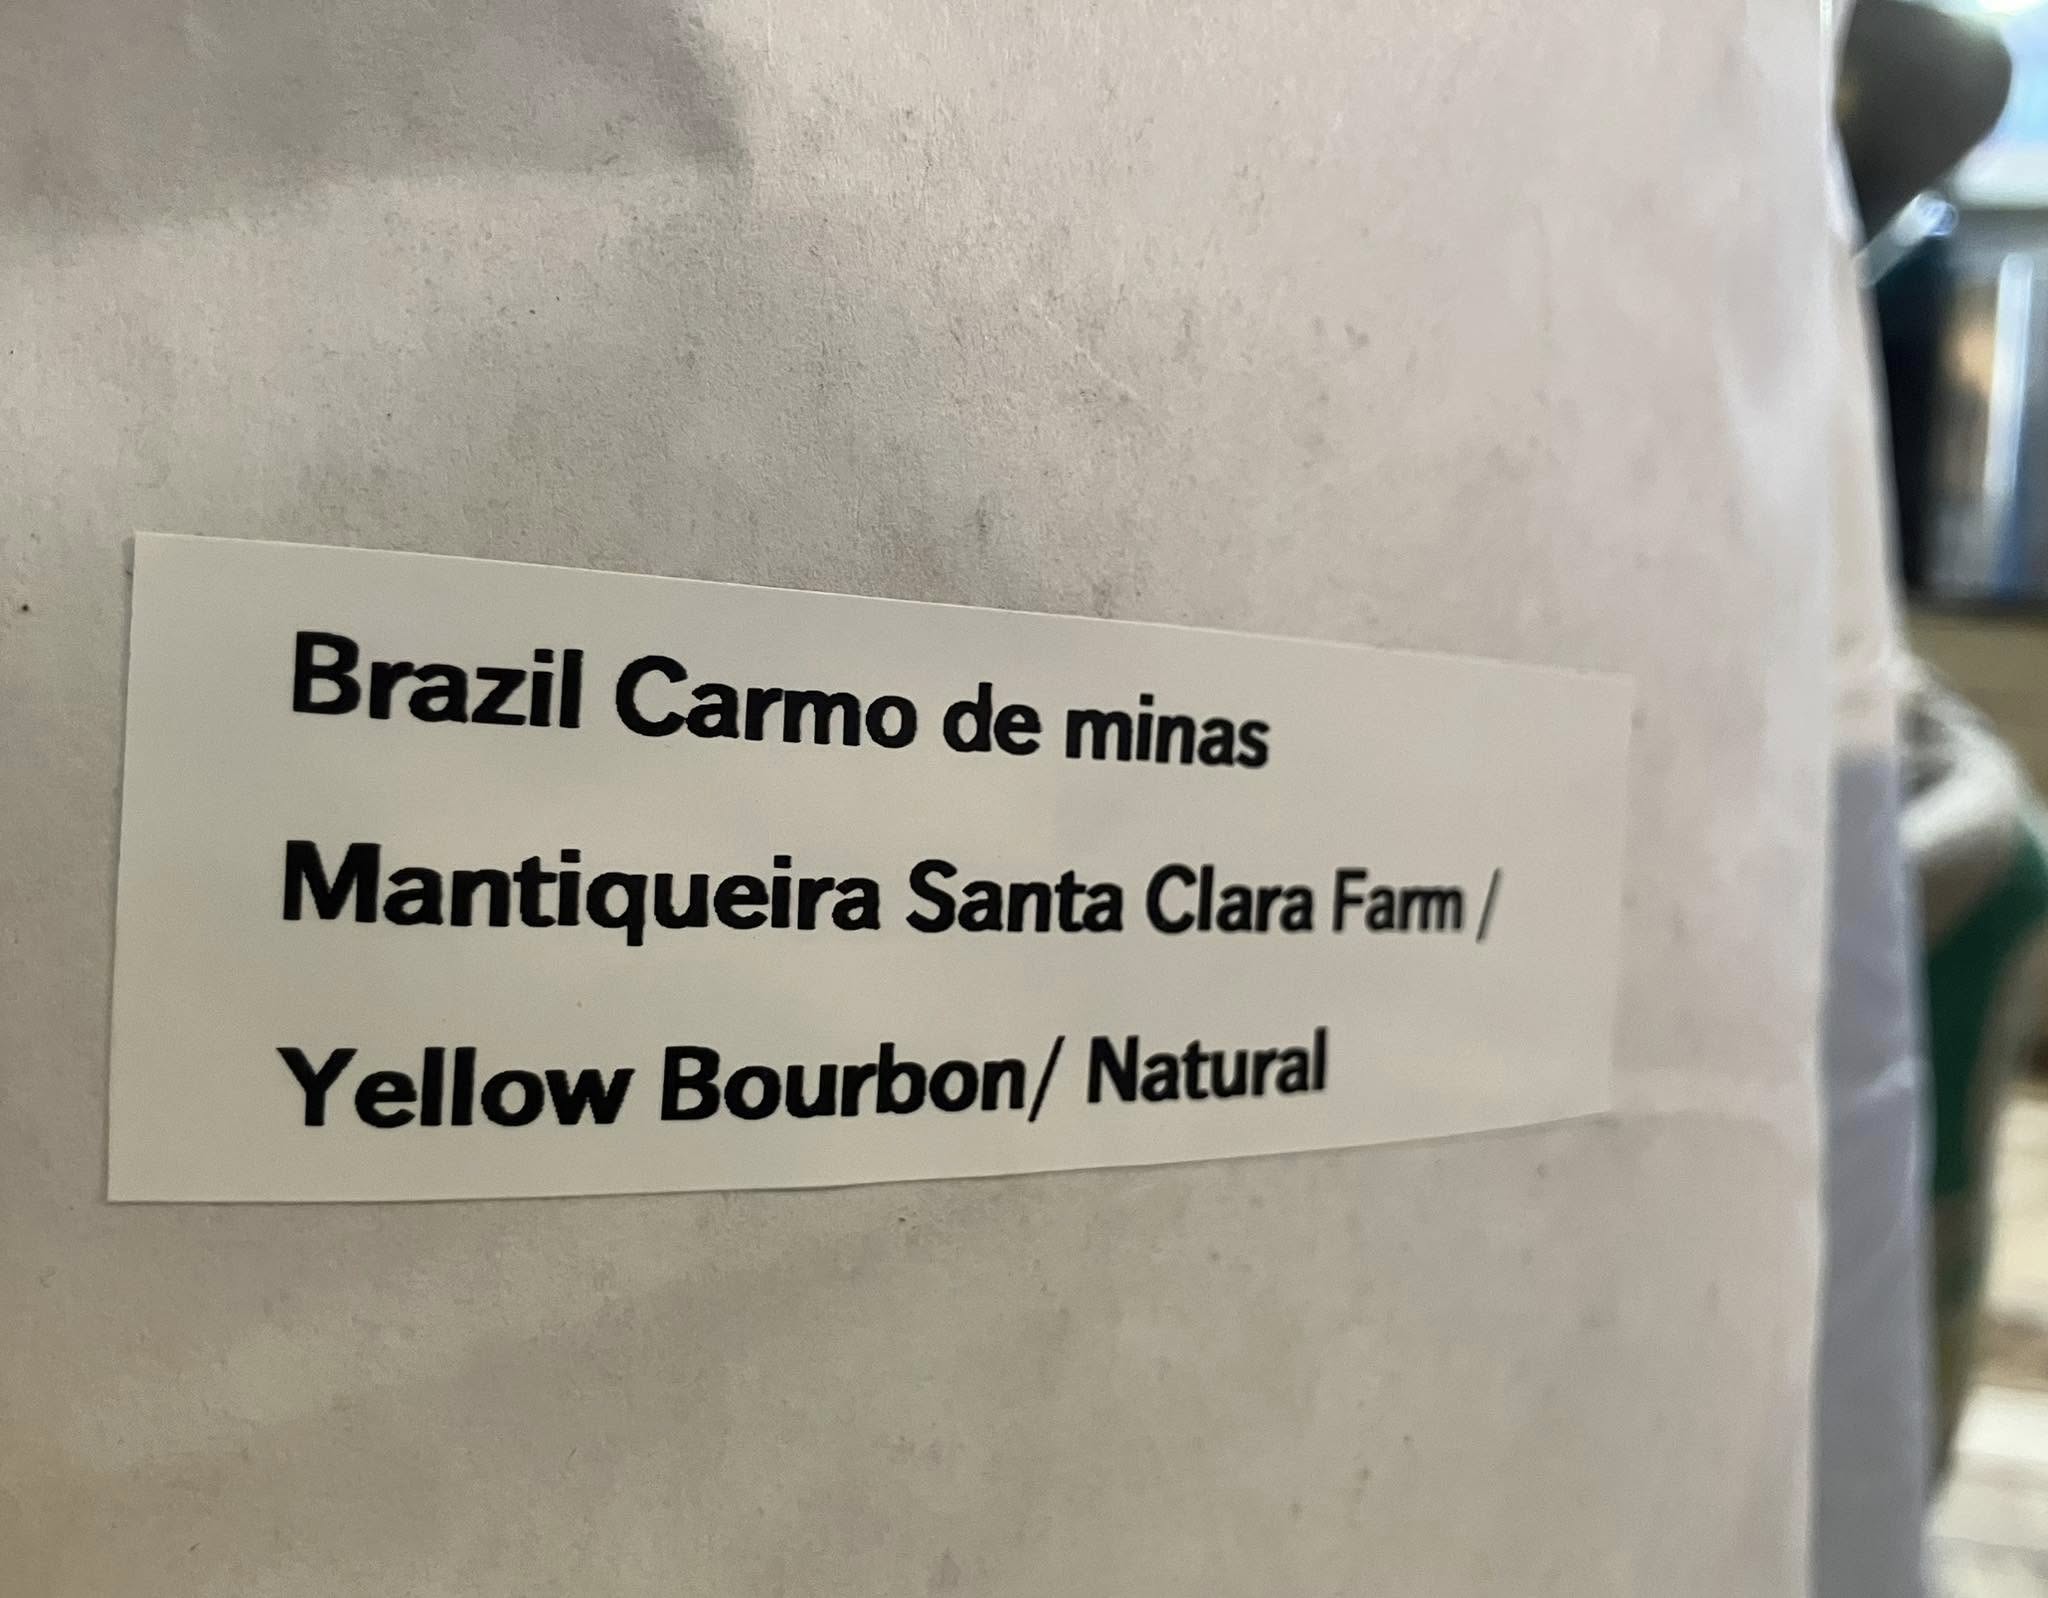 Brazil Carmo de minas
Mantiqueira Santa Clara Farm /
Yellow Bourbon/ Natural